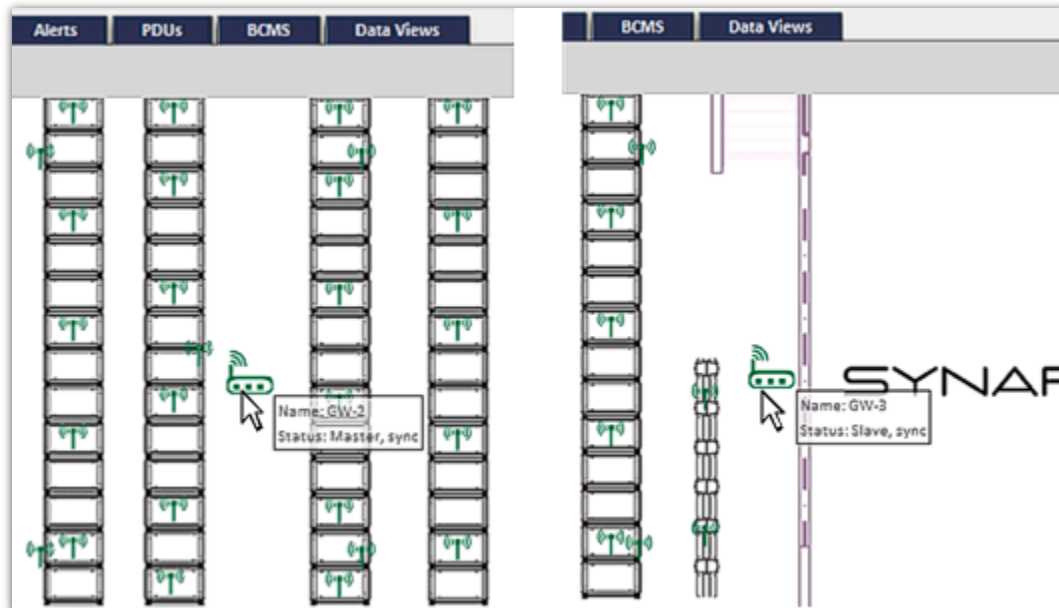 Alerts PDUs BCMS Data Views
Name: GW-2
Status: Master, sync
BCMS Data Views
SYNAP
Name: GW-3
Status: Slave, sync